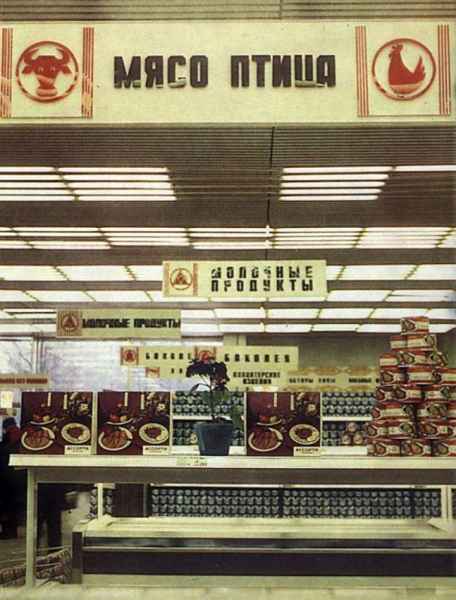 МЯСО ПТИЦА
МОЛОЧНЫЕ
ПРОДУКТЫ
МОЛОЧНЫЕ ПРОДУКТЫ
БАКАЛЕЯ
БАКАЛЕЯ
КОНДИТЕРСКИЕ
ИЗДЕЛИЯ
АССОРТИ
АССОРТИ
АССОРТИ